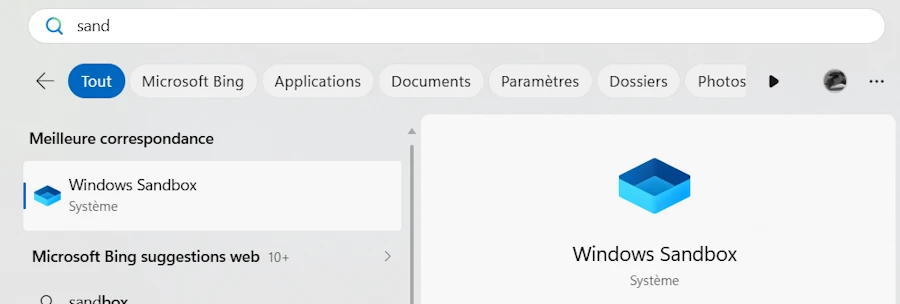 sand
Tout Microsoft Bing Applications Documents Paramètres Dossiers Photos
Meilleure correspondance
Windows Sandbox
Système
Microsoft Bing suggestions web 10+
sandbox
Windows Sandbox
Système